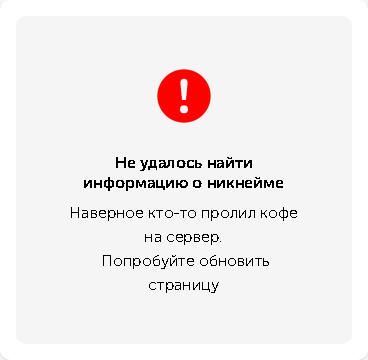 Не удалось найти
информацию о никнейме
Наверное кто-то пролил кофе
на сервер.
Попробуйте обновить
страницу